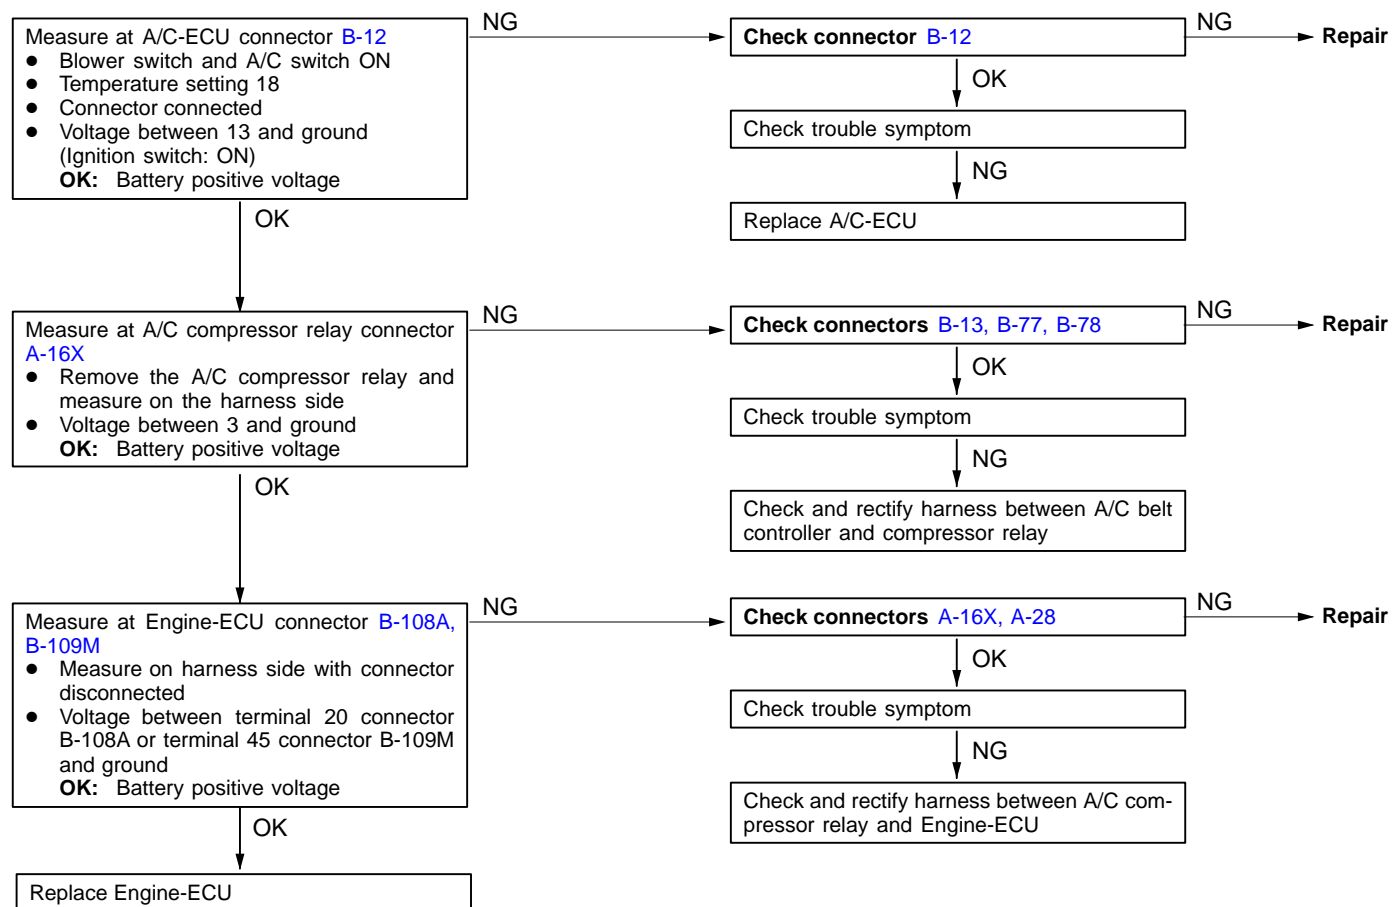 Measure at A/C-ECU connector B-12
● Blower switch and A/C switch ON
● Temperature setting 18
● Connector connected
● Voltage between 13 and ground
(Ignition switch: ON)
OK: Battery positive voltage
NG
Check connector B-12
NG
Repair
OK
Check trouble symptom
NG
Replace A/C-ECU
OK
Measure at A/C compressor relay connector
A-16X
● Remove the A/C compressor relay and
measure on the harness side
● Voltage between 3 and ground
OK: Battery positive voltage
NG
Check connectors B-13, B-77, B-78
NG
Repair
OK
Check trouble symptom
NG
Check and rectify harness between A/C belt
controller and compressor relay
OK
Measure at Engine-ECU connector B-108A,
B-109M
● Measure on harness side with connector
disconnected
● Voltage between terminal 20 connector
B-108A or terminal 45 connector B-109M
and ground
OK: Battery positive voltage
NG
Check connectors A-16X, A-28
NG
Repair
OK
Check trouble symptom
NG
Check and rectify harness between A/C com-
pressor relay and Engine-ECU
OK
Replace Engine-ECU